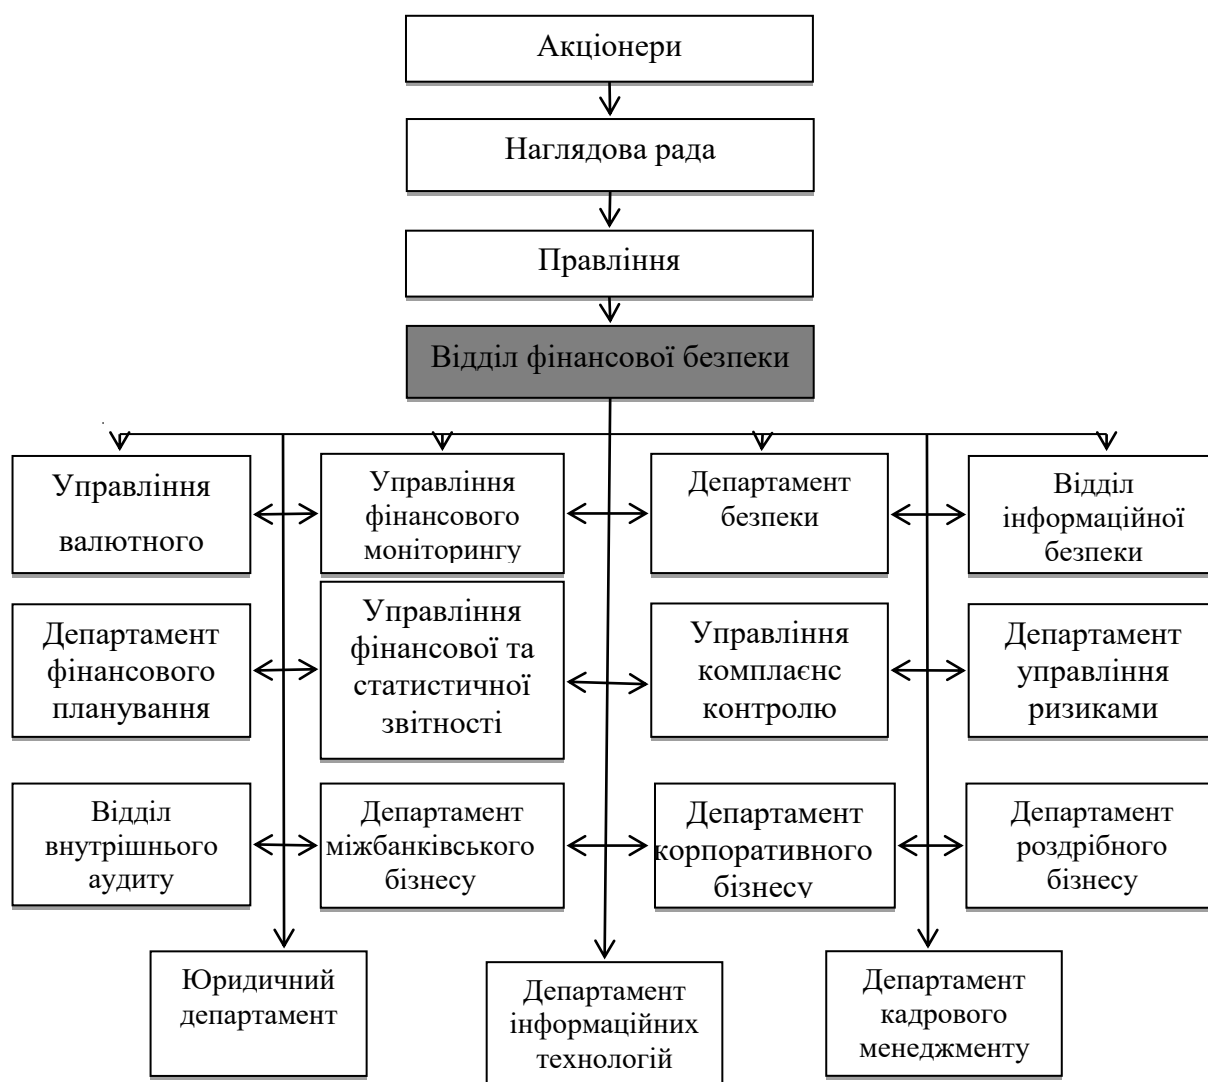 Акціонери
Наглядова рада
Правління
Відділ фінансової безпеки
Управління
валютного
Управління
фінансового
моніторингу
Департамент
безпеки
Відділ
інформаційної
безпеки
Департамент
фінансового
планування
Управління
фінансової та
статистичної
звітності
Управління
комплаєнс
контролю
Департамент
управління
ризиками
Відділ
внутрішнього
аудиту
Департамент
міжбанківського
бізнесу
Департамент
корпоративного
бізнесу
Департамент
роздрібного
бізнесу
Юридичний
департамент
Департамент
інформаційних
технологій
Департамент
кадрового
менеджменту